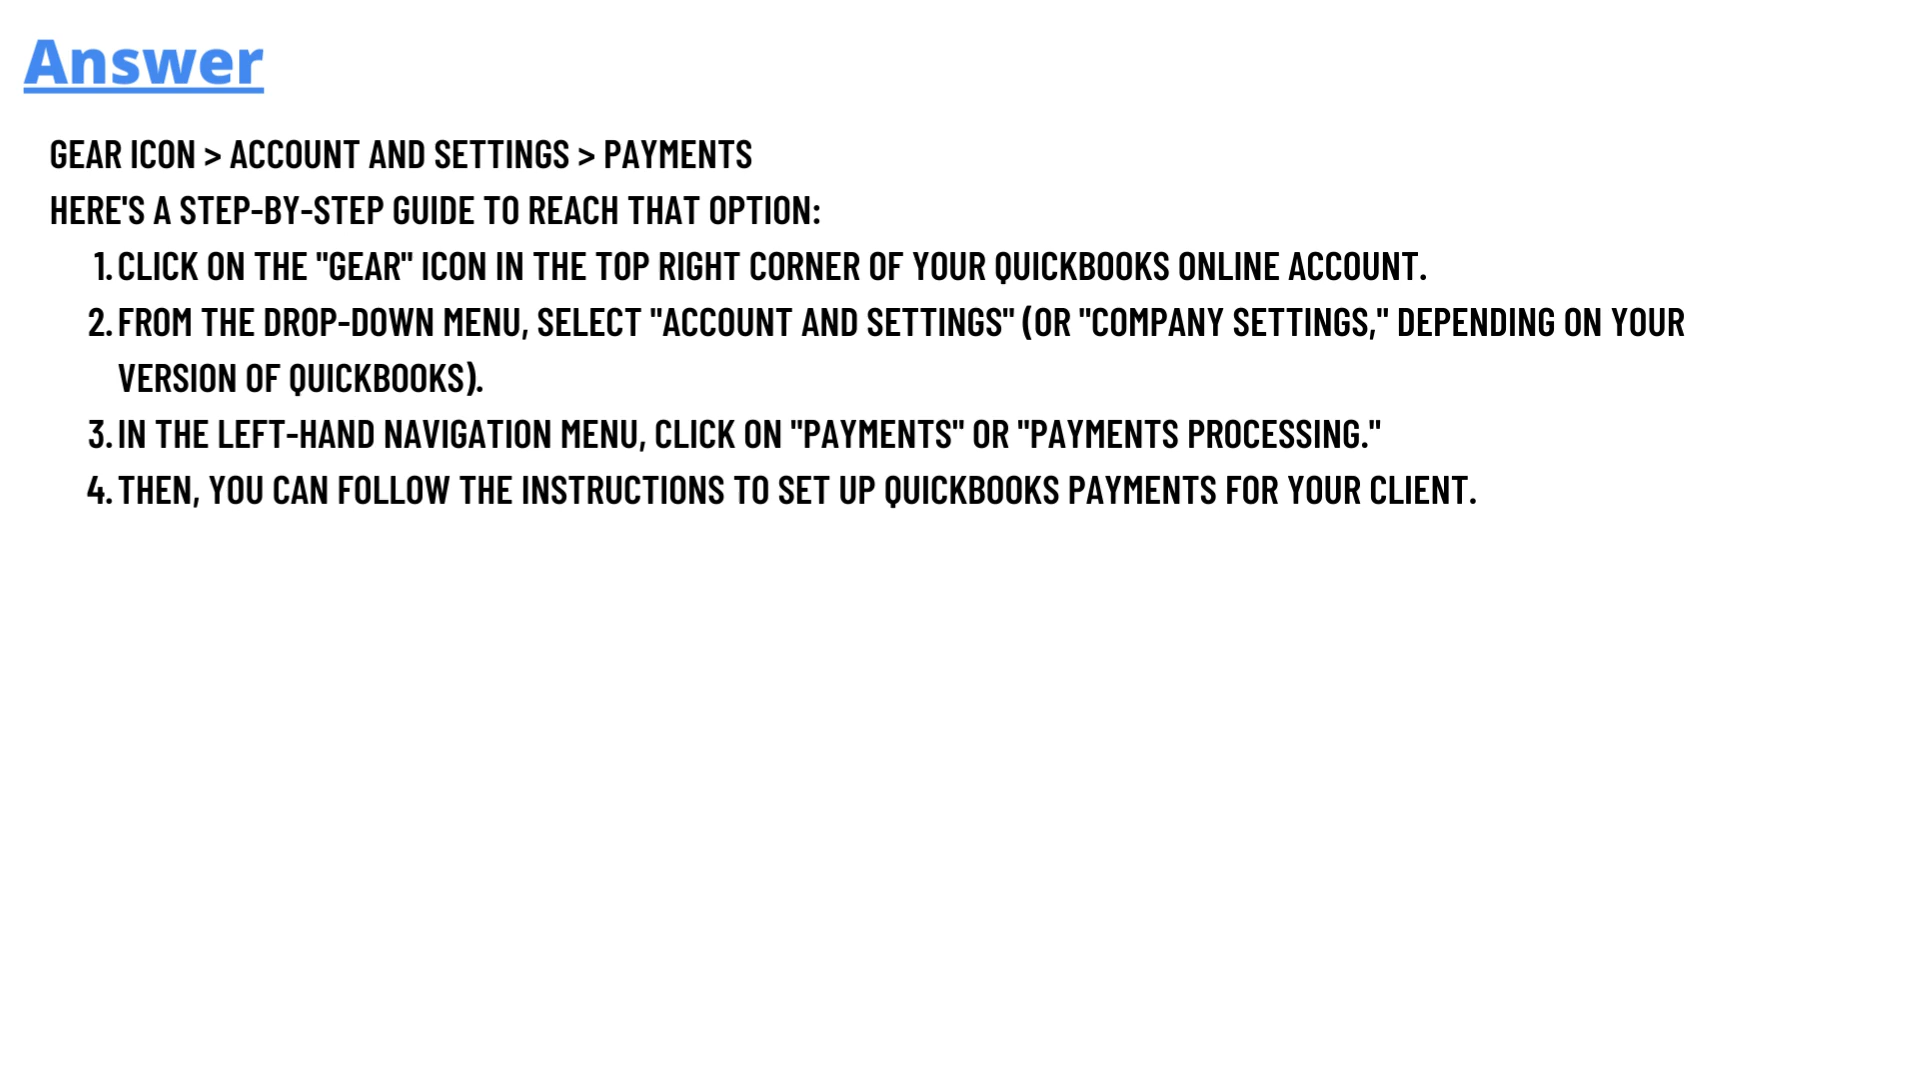 Answer
GEAR ICON > ACCOUNT AND SETTINGS > PAYMENTS
HERE'S A STEP-BY-STEP GUIDE TO REACH THAT OPTION:
1. CLICK ON THE "GEAR" ICON IN THE TOP RIGHT CORNER OF YOUR QUICKBOOKS ONLINE ACCOUNT.
2. FROM THE DROP-DOWN MENU, SELECT "ACCOUNT AND SETTINGS" (OR "COMPANY SETTINGS," DEPENDING ON YOUR
VERSION OF QUICKBOOKS).
3. IN THE LEFT-HAND NAVIGATION MENU, CLICK ON "PAYMENTS" OR "PAYMENTS PROCESSING."
4. THEN, YOU CAN FOLLOW THE INSTRUCTIONS TO SET UP QUICKBOOKS PAYMENTS FOR YOUR CLIENT.